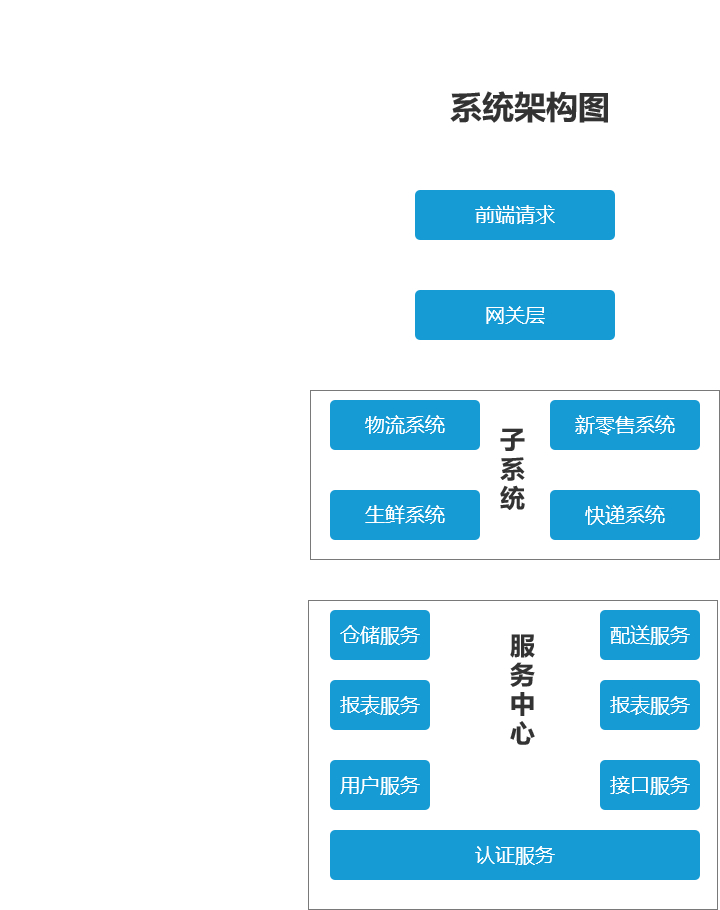 系统架构图
前端请求
网关层
物流系统
新零售系统
子
系
统
生鲜系统
快递系统
仓储服务
配送服务
服
务
中
心
报表服务
报表服务
用户服务
接口服务
认证服务